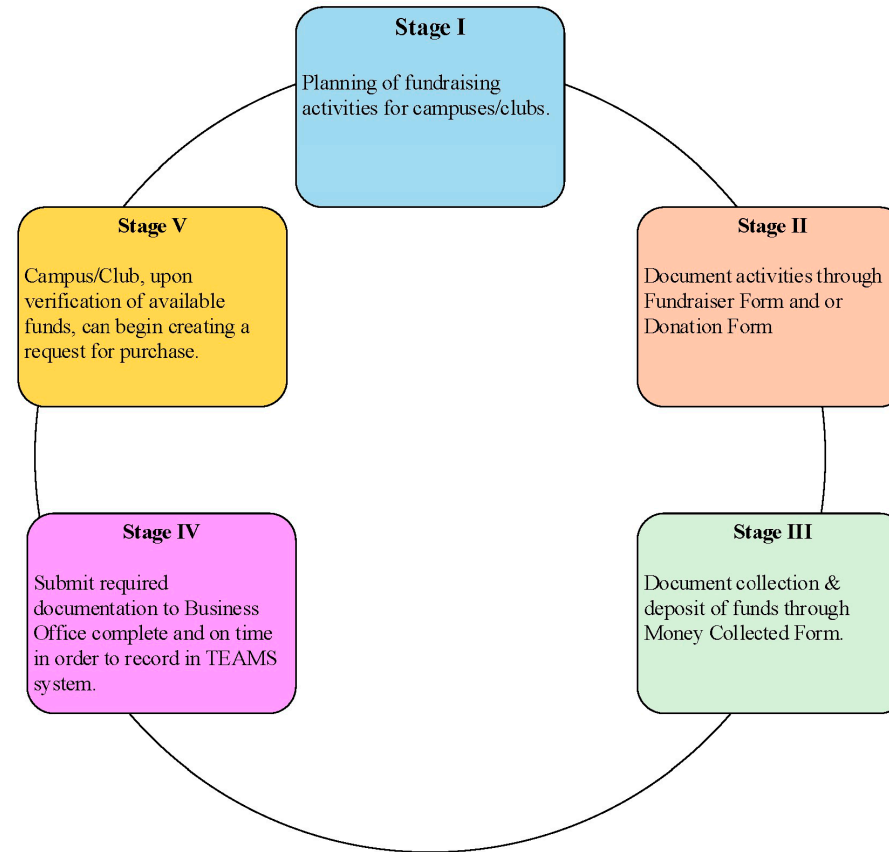 Stage I
Planning of fundraising
activities for campuses/clubs.
Stage II
Document activities through
Fundraiser Form and or
Donation Form
Stage III
Document collection &
deposit of funds through
Money Collected Form.
Stage IV
Submit required
documentation to Business
Office complete and on time
in order to record in TEAMS
system.
Stage V
Campus/Club, upon
verification of available
funds, can begin creating a
request for purchase.